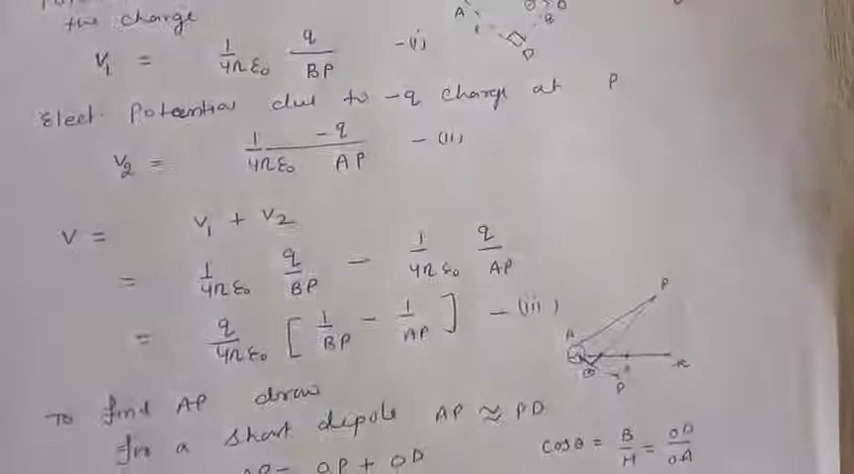 the charge
V₁ = 1/4πε₀ q/BP - (i)
A B D
Elect. Potential due to -q charge at P
V₂ = 1/4πε₀ -q/AP - (ii)
V = V₁ + V₂
= 1/4πε₀ q/BP - 1/4πε₀ q/AP
= q/4πε₀ [1/BP - 1/AP] - (iii)
P
A
To find AP draw
for a short dipole AP ≈ PD
Cosθ = B/H = OD/OA
OP + OD